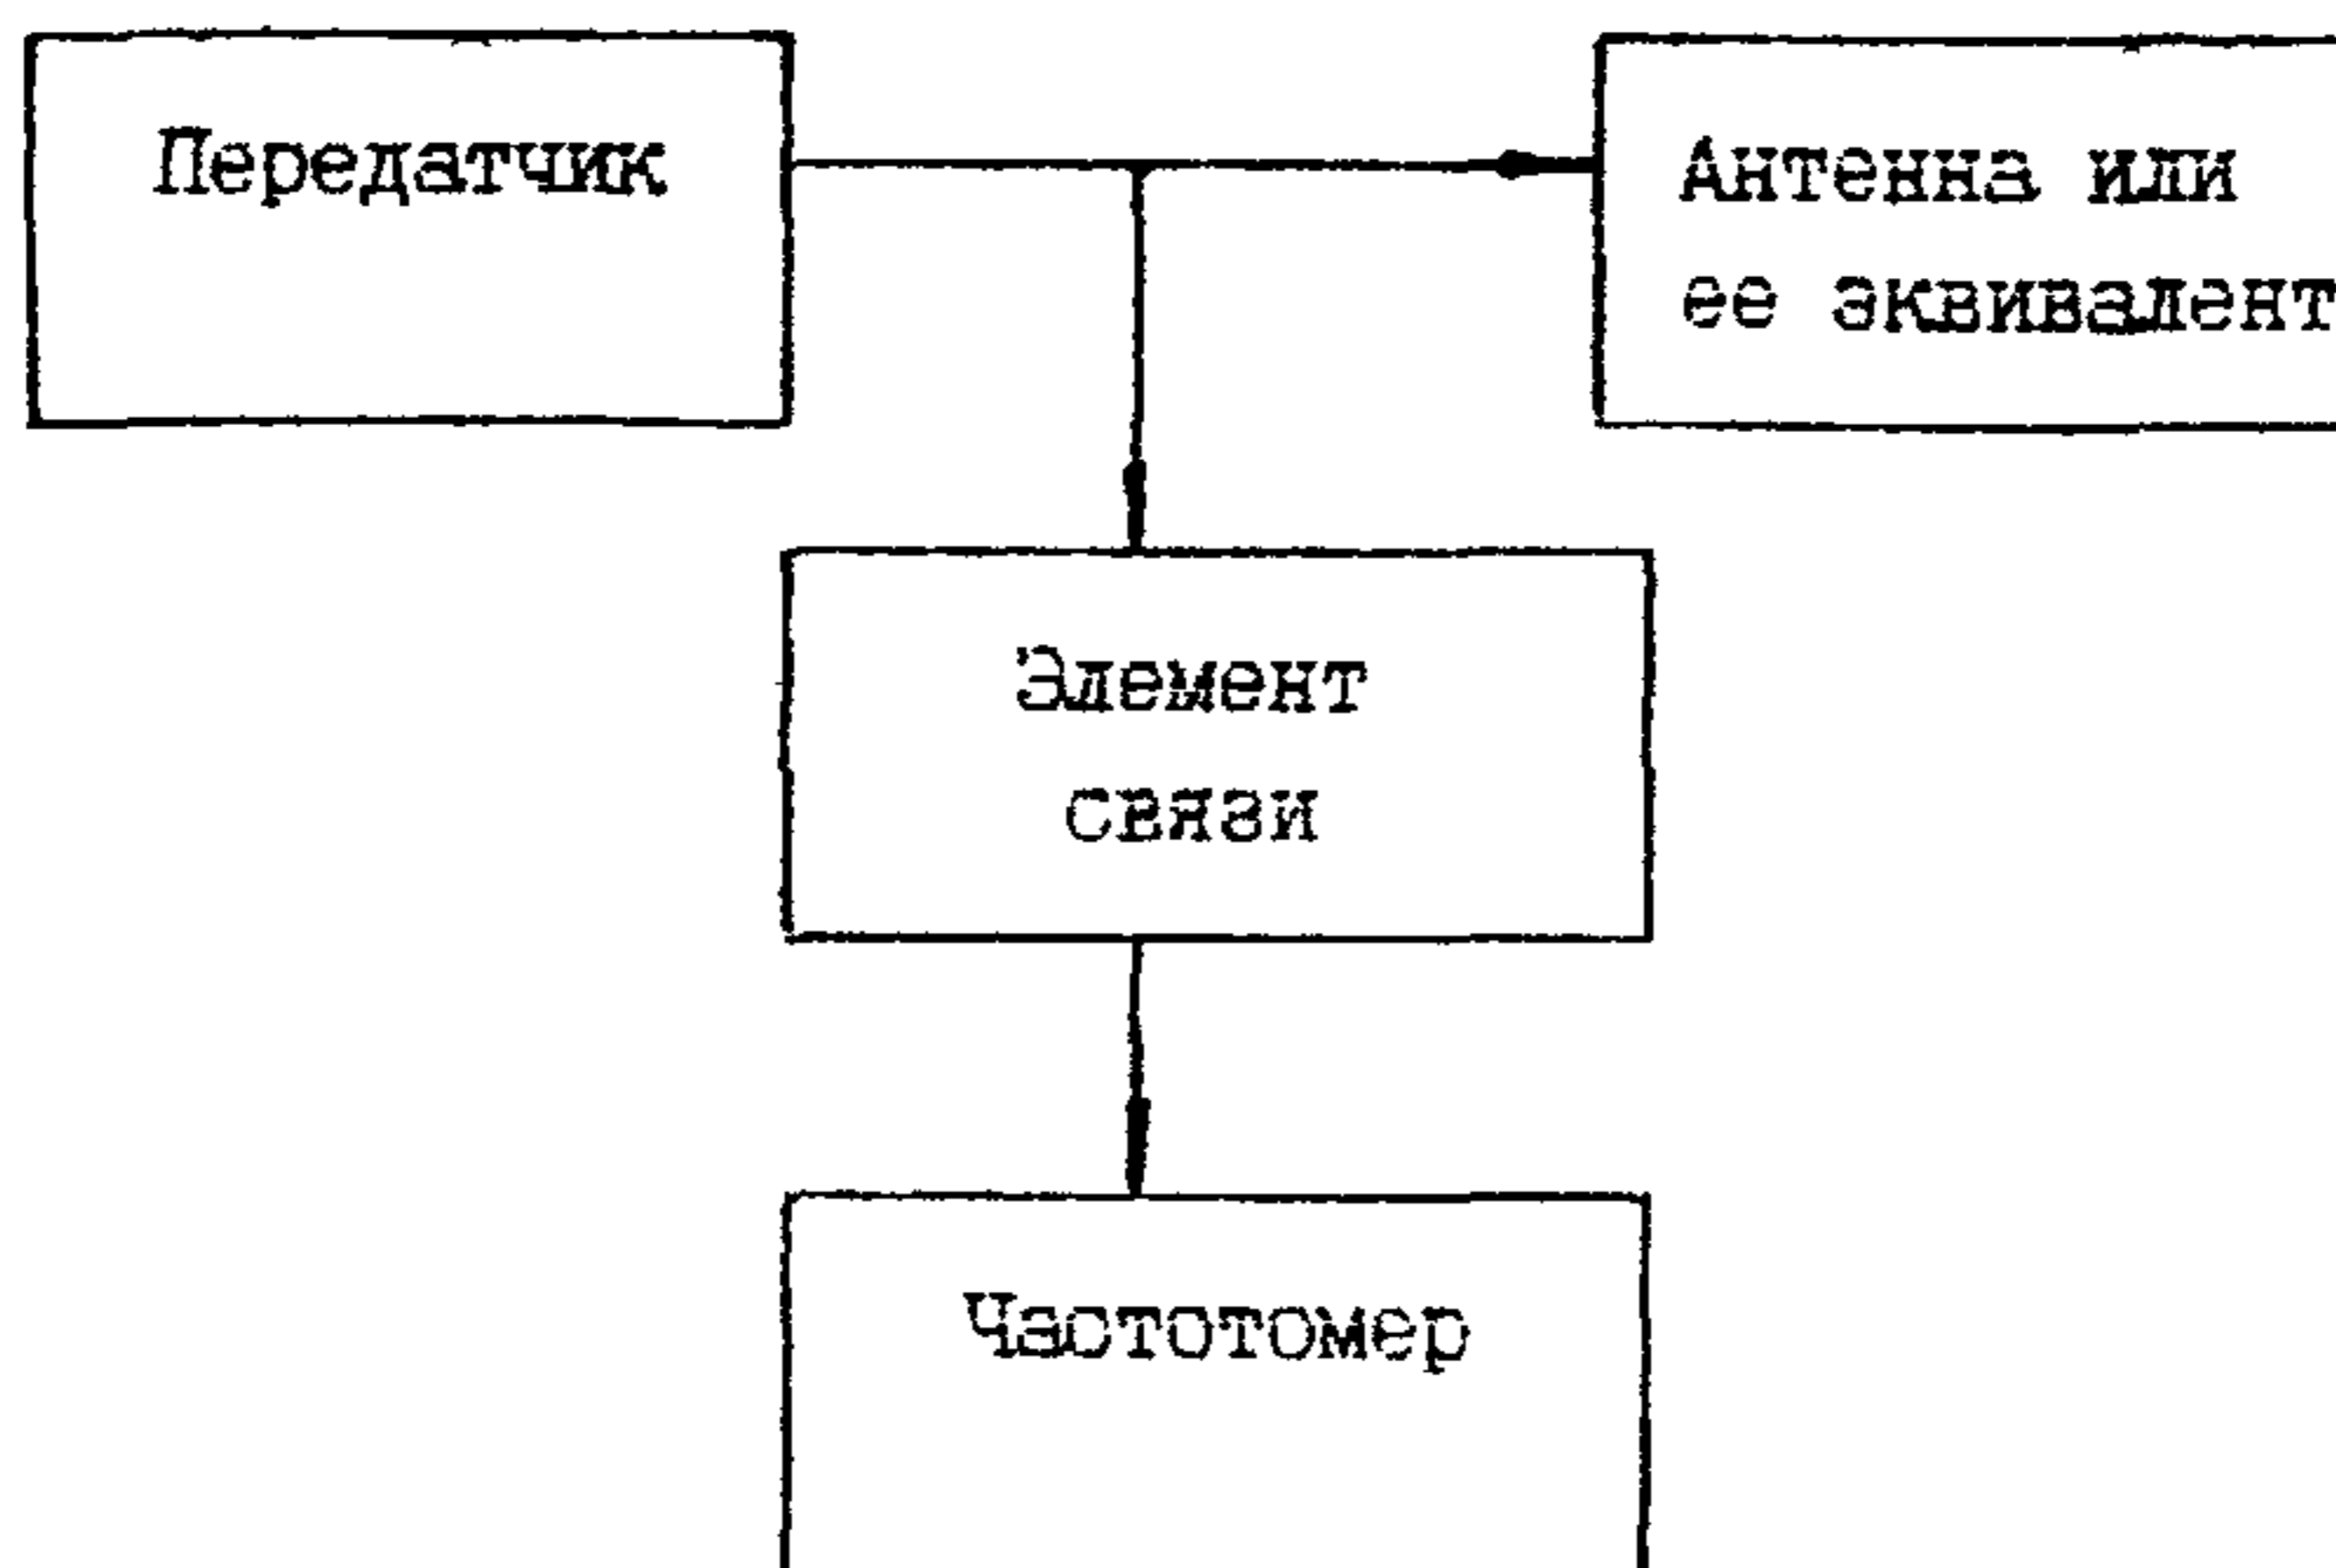 Передатчик
Антенна или
ее эквивалент
Элемент
связи
Частотомер